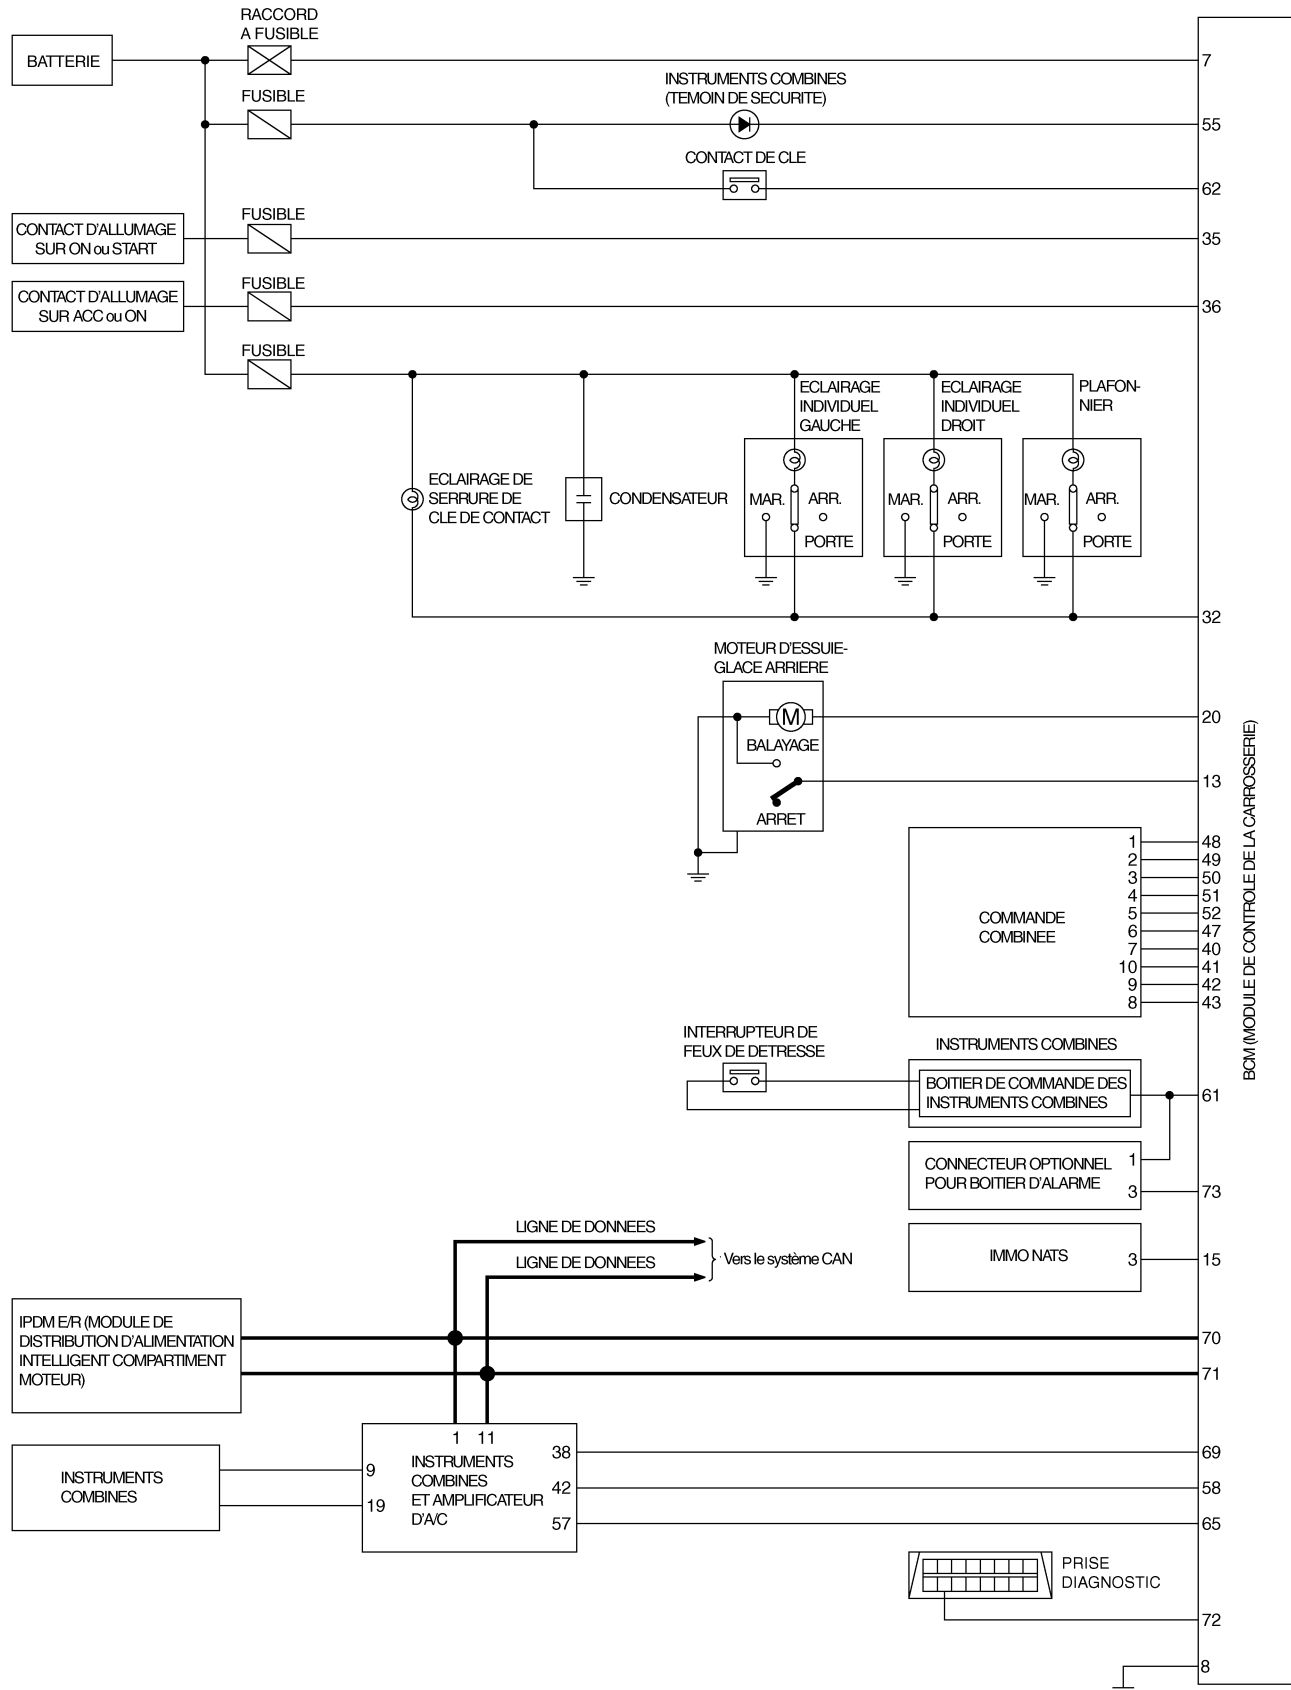 RACCORD
A FUSIBLE
BATTERIE
7
INSTRUMENTS COMBINES
(TEMOIN DE SECURITE)
FUSIBLE
55
CONTACT DE CLE
62
FUSIBLE
CONTACT D'ALLUMAGE
SUR ON ou START
35
FUSIBLE
CONTACT D'ALLUMAGE
SUR ACC ou ON
36
FUSIBLE
ECLAIRAGE
INDIVIDUEL
GAUCHE
ECLAIRAGE
INDIVIDUEL
DROIT
PLAFON-
NIER
ECLAIRAGE DE
SERRURE DE
CLE DE CONTACT
CONDENSATEUR
MAR.
ARR.
PORTE
MAR.
ARR.
PORTE
MAR.
ARR.
PORTE
32
MOTEUR D'ESSUIE-
GLACE ARRIERE
M
20
BALAYAGE
13
ARRET
BCM (MODULE DE CONTROLE DE LA CARROSSERIE)
COMMANDE
COMBINEE
1 48
2 49
3 50
4 51
5 52
6 47
7 40
10 41
9 42
8 43
INTERRUPTEUR DE
FEUX DE DETRESSE
INSTRUMENTS COMBINES
BOITIER DE COMMANDE DES
INSTRUMENTS COMBINES
61
CONNECTEUR OPTIONNEL
POUR BOITIER D'ALARME
1
3 73
LIGNE DE DONNEES
LIGNE DE DONNEES
Vers le système CAN
IMMO NATS
3 15
IPDM E/R (MODULE DE
DISTRIBUTION D'ALIMENTATION
INTELLIGENT COMPARTIMENT
MOTEUR)
70
71
1 11
INSTRUMENTS
COMBINES
9
19
INSTRUMENTS
COMBINES
ET AMPLIFICATEUR
D'A/C
38 69
42 58
57 65
PRISE
DIAGNOSTIC
72
8